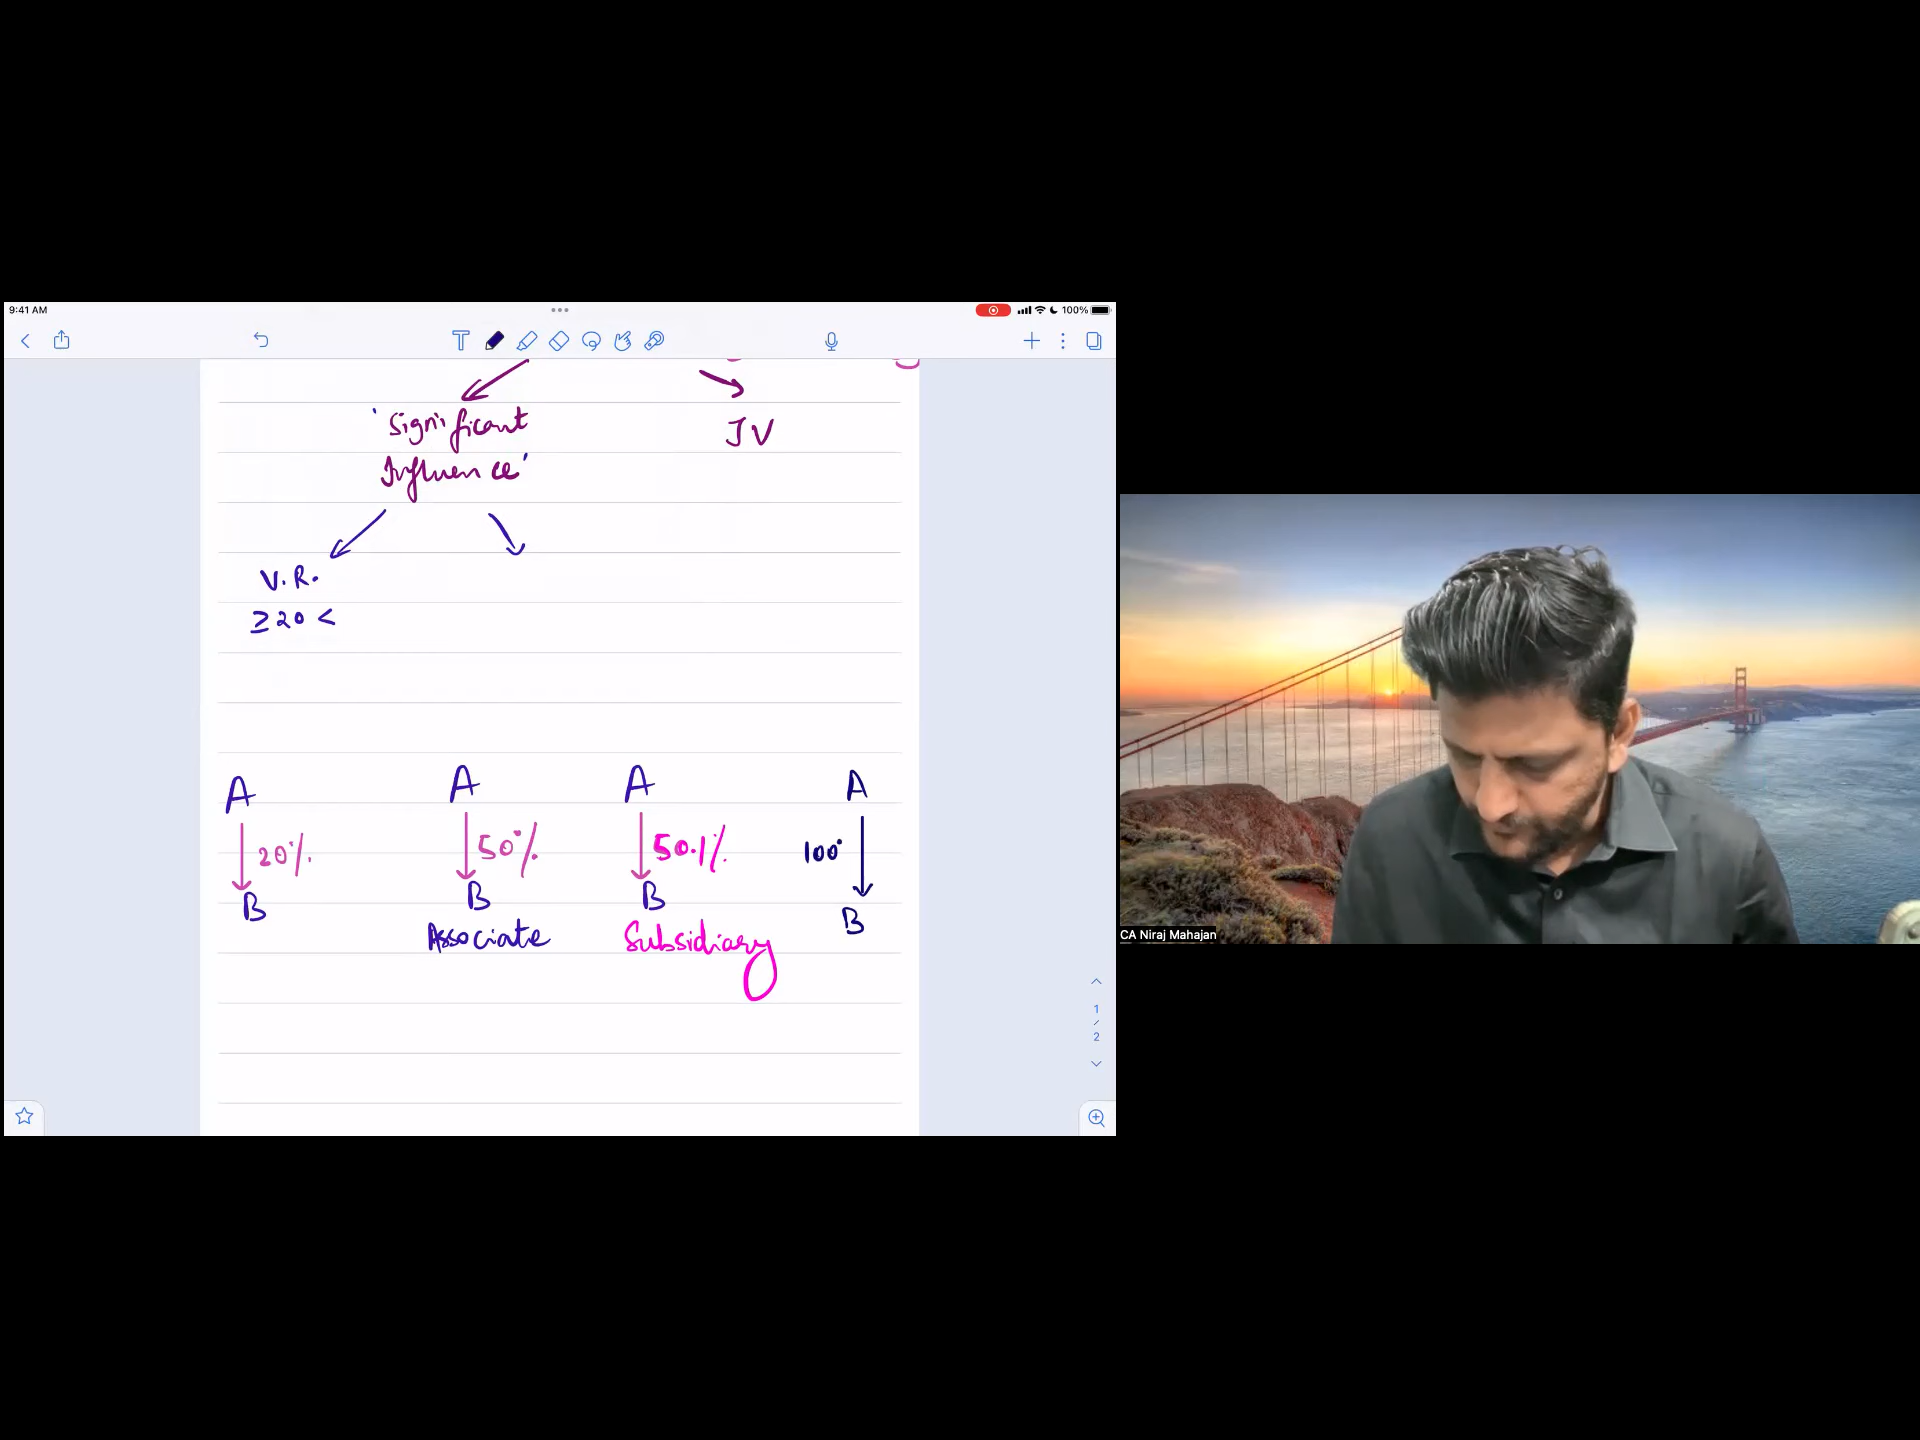 9:41 AM
100%
'Significant
Influence'
JV
V.R.
≥20 <
A
A
A
A
20%
50%
50.1%
100
B
B
B
B
Associate
Subsidiary
CA Niraj Mahajan
1
/
2